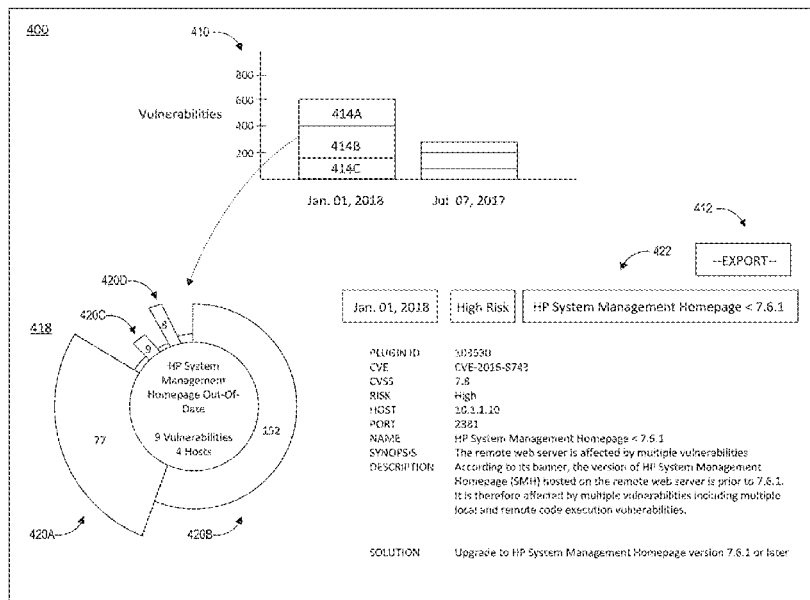 400
410
800
600
Vulnerabilities
400
200
414A
414B
414C
Jan. 01, 2018
Jul. 07, 2017
412
422
--EXPORT--
Jan. 01, 2018
High Risk
HP System Management Homepage < 7.6.1
420D
420C
418
8
9
HP System
Management
Homepage Out-Of-
Date
9 Vulnerabilities
4 Hosts
77
152
420A
420B
PLUGIN ID
CVE
CVSS 7.8
RISK High
HOST 10.1.1.10
PORT 2381
NAME HP System Management Homepage < 7.6.1
SYNOPSIS The remote web server is affected by multiple vulnerabilities
DESCRIPTION According to its banner, the version of HP System Management
Homepage (SMH) hosted on the remote web server is prior to 7.6.1.
It is therefore affected by multiple vulnerabilities including multiple
local and remote code execution vulnerabilities.
SOLUTION Upgrade to HP System Management Homepage version 7.6.1 or later